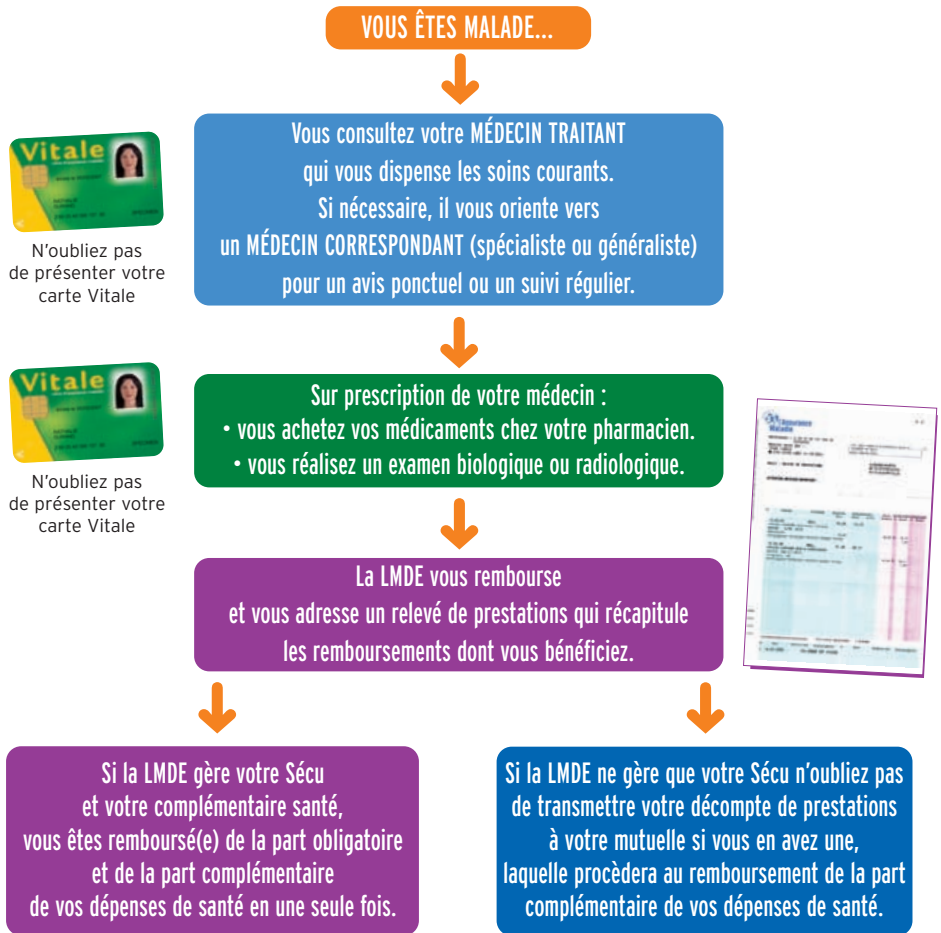 VOUS ÊTES MALADE...
Vous consultez votre MÉDECIN TRAITANT
qui vous dispense les soins courants.
Si nécessaire, il vous oriente vers
un MÉDECIN CORRESPONDANT (spécialiste ou généraliste)
pour un avis ponctuel ou un suivi régulier.
Vitale
N'oubliez pas
de présenter votre
carte Vitale
Sur prescription de votre médecin :
• vous achetez vos médicaments chez votre pharmacien.
• vous réalisez un examen biologique ou radiologique.
Vitale
N'oubliez pas
de présenter votre
carte Vitale
l'Assurance
Maladie
La LMDE vous rembourse
et vous adresse un relevé de prestations qui récapitule
les remboursements dont vous bénéficiez.
Si la LMDE gère votre Sécu
et votre complémentaire santé,
vous êtes remboursé(e) de la part obligatoire
et de la part complémentaire
de vos dépenses de santé en une seule fois.
Si la LMDE ne gère que votre Sécu n'oubliez pas
de transmettre votre décompte de prestations
à votre mutuelle si vous en avez une,
laquelle procèdera au remboursement de la part
complémentaire de vos dépenses de santé.